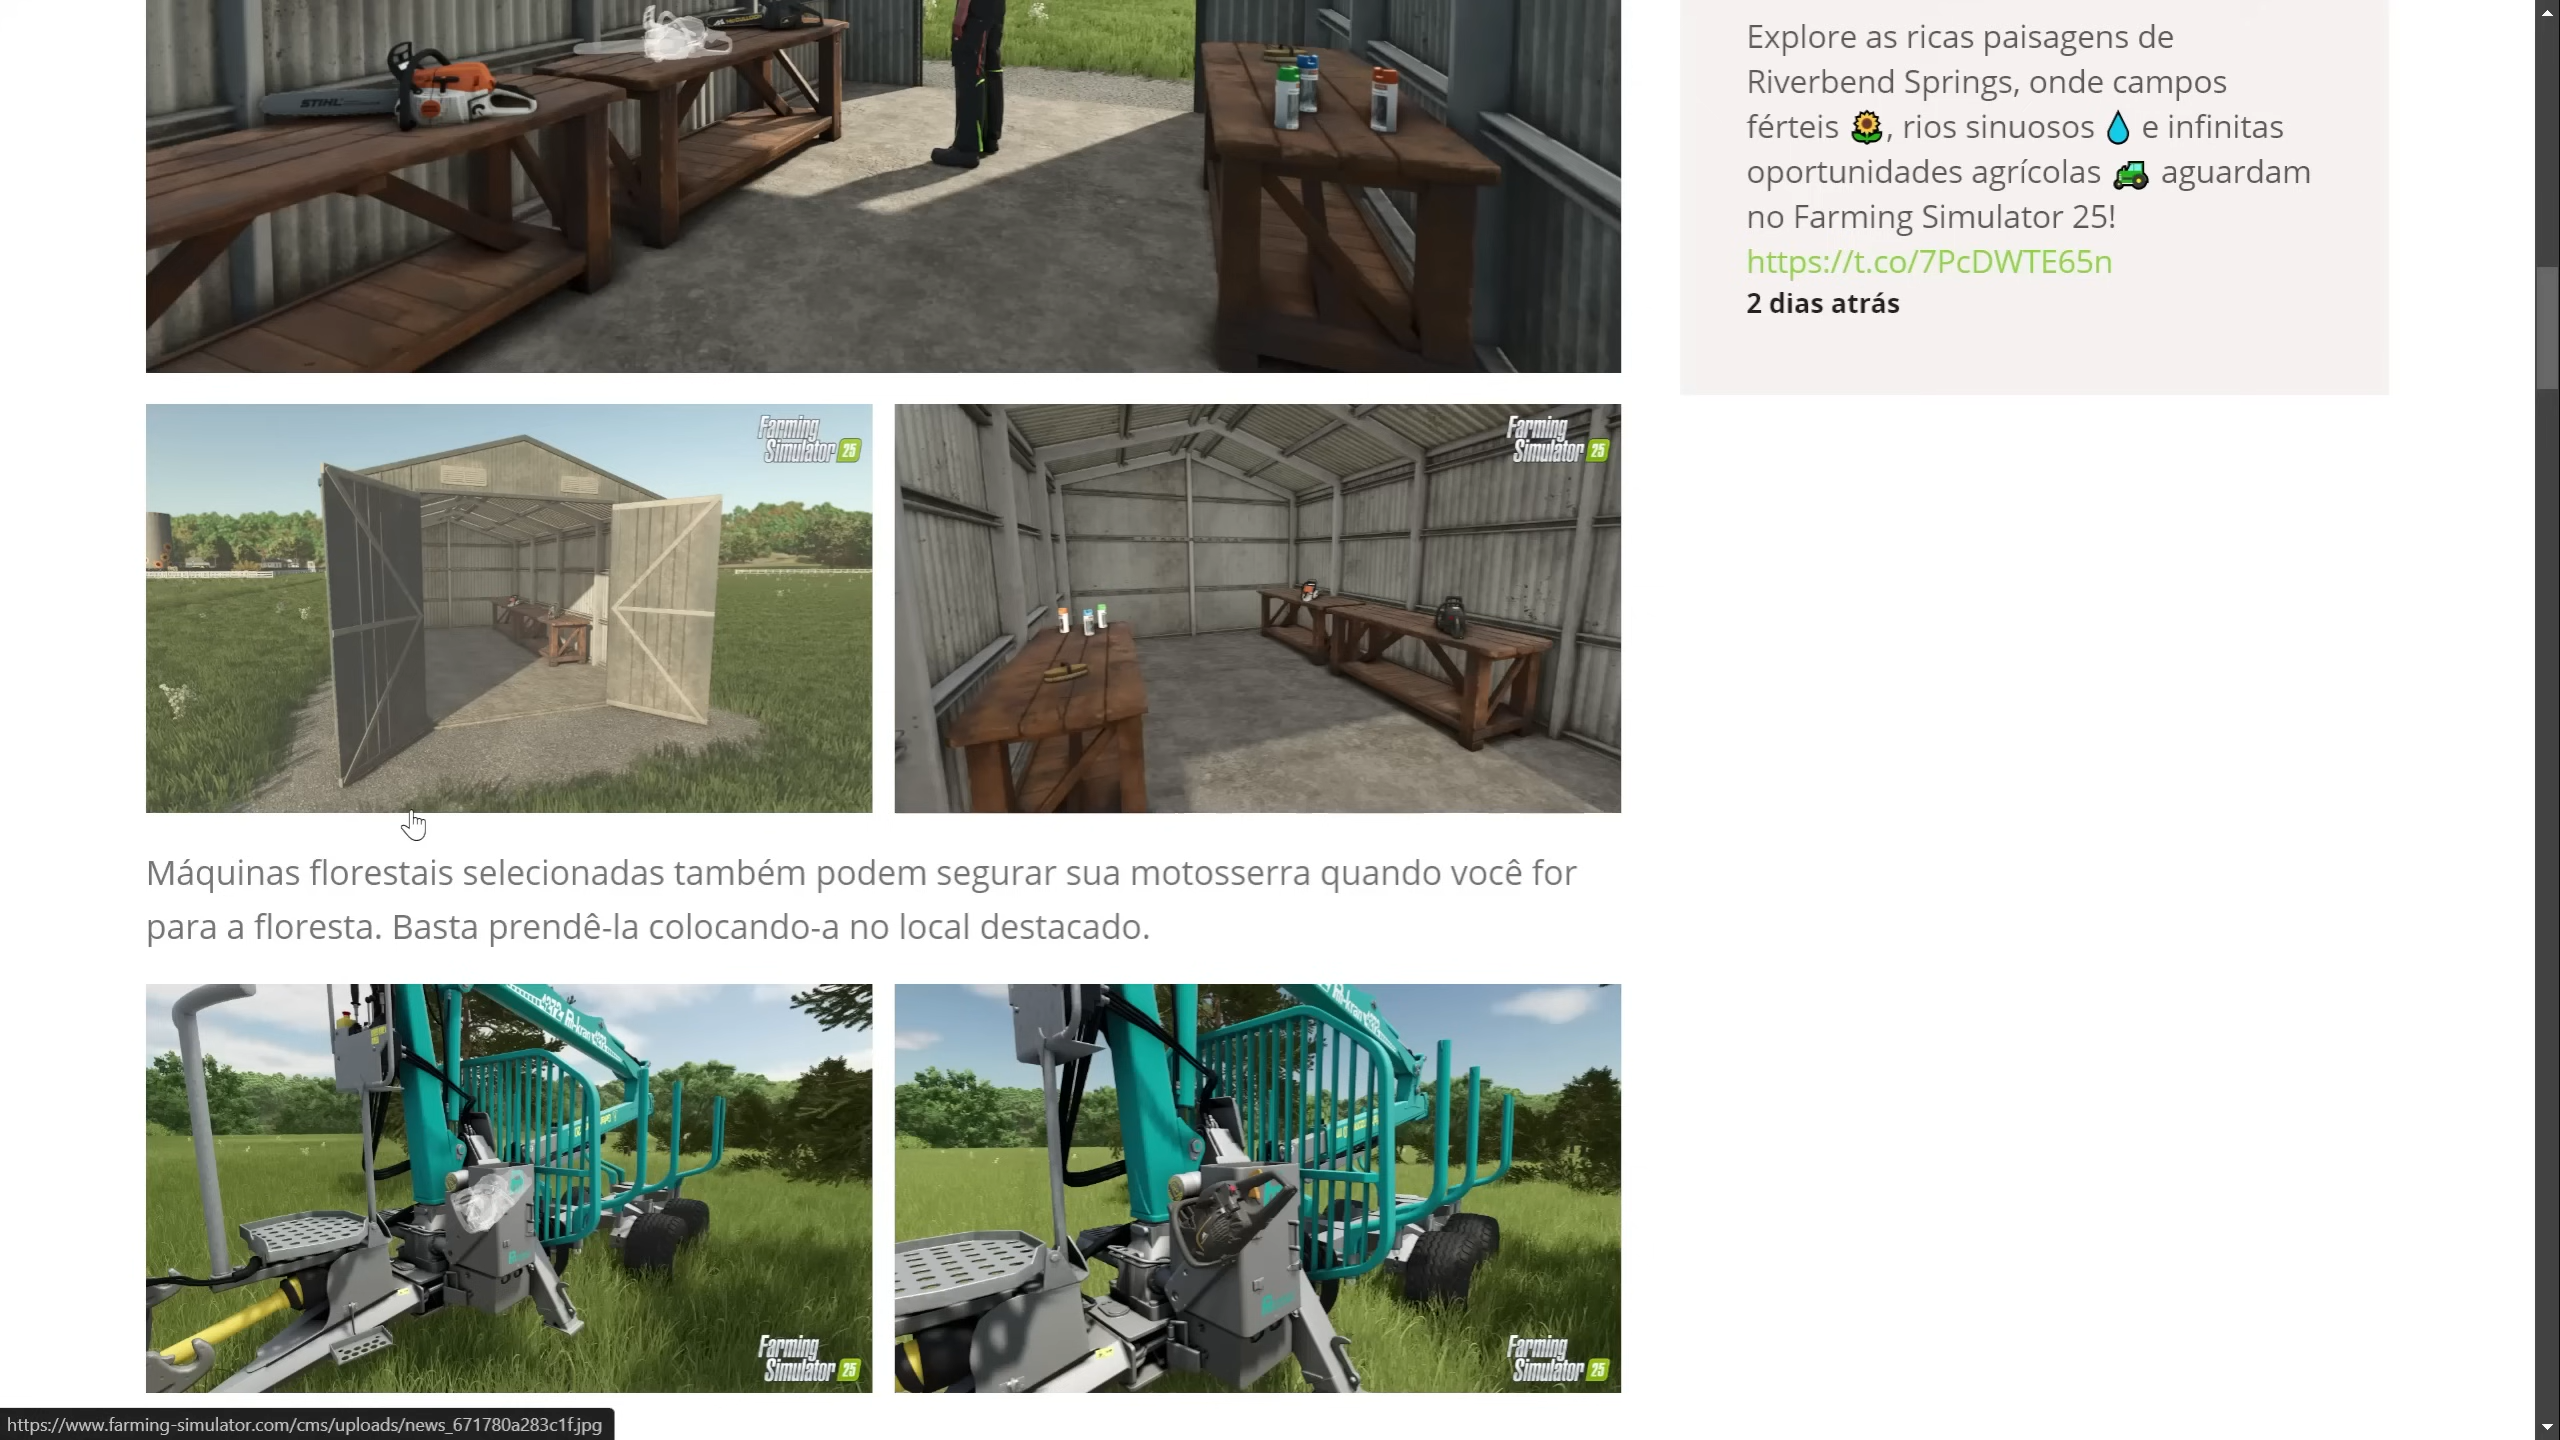 STIHL
Explore as ricas paisagens de
Riverbend Springs, onde campos
férteis 🌻, rios sinuosos 💧 e infinitas
oportunidades agrícolas 🚜 aguardam
no Farming Simulator 25!
https://t.co/7PcDWTE65n
2 dias atrás
Farming
Simulator 25
Farming
Simulator 25
Máquinas florestais selecionadas também podem segurar sua motosserra quando você for
para a floresta. Basta prendê-la colocando-a no local destacado.
Farming
Simulator 25
Farming
Simulator 25
https://www.farming-simulator.com/cms/uploads/news_671780a283c1f.jpg